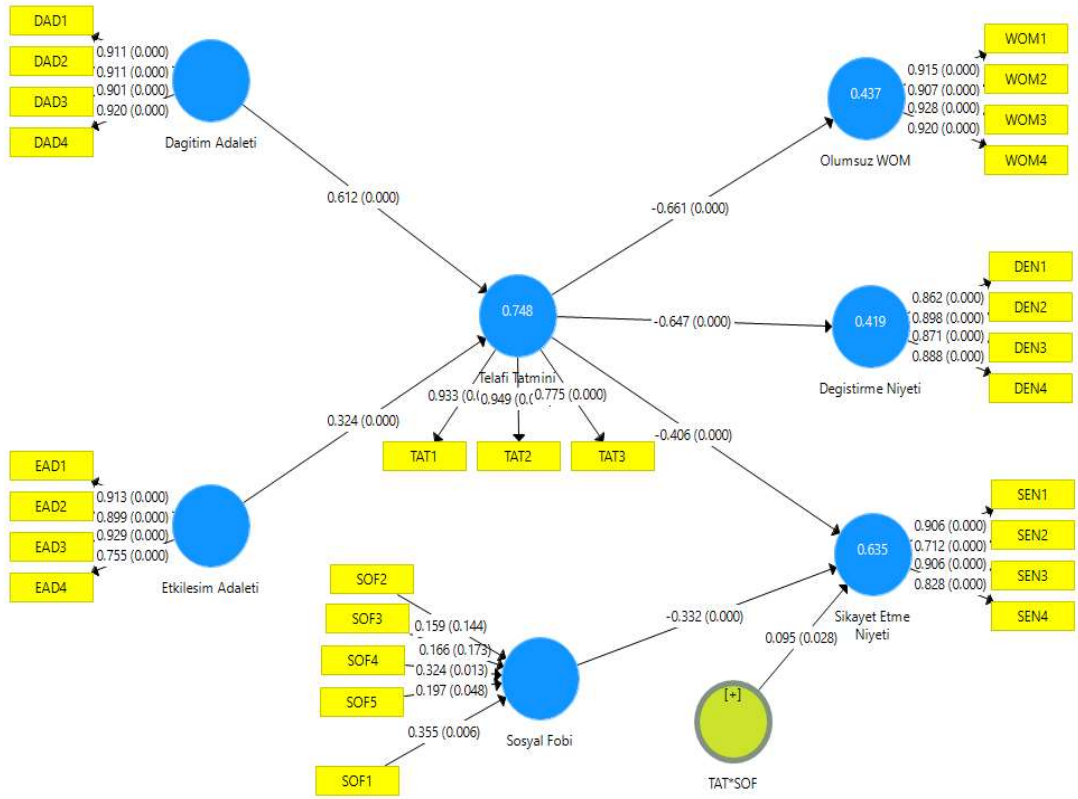 DAD1
DAD2
DAD3
DAD4
0.911 (0.000)
0.911 (0.000)
0.901 (0.000)
0.920 (0.000)
Dagitim Adaleti
0.612 (0.000)
0.437
Olumsuz WOM
0.915 (0.000)
0.907 (0.000)
0.928 (0.000)
0.920 (0.000)
WOM1
WOM2
WOM3
WOM4
-0.661 (0.000)
0.748
Telafi Tatmini
-0.647 (0.000)
0.419
Degistirme Niyeti
0.862 (0.000)
0.898 (0.000)
0.871 (0.000)
0.888 (0.000)
DEN1
DEN2
DEN3
DEN4
0.933
0.949
0.775 (0.000)
TAT1
TAT2
TAT3
-0.406 (0.000)
0.324 (0.000)
EAD1
EAD2
EAD3
EAD4
0.913 (0.000)
0.899 (0.000)
0.929 (0.000)
0.755 (0.000)
Etkilesim Adaleti
0.635
Sikayet Etme
Niyeti
0.906 (0.000)
0.712 (0.000)
0.906 (0.000)
0.828 (0.000)
SEN1
SEN2
SEN3
SEN4
SOF2
SOF3
SOF4
SOF5
SOF1
0.159 (0.144)
0.166 (0.173)
0.324 (0.013)
0.197 (0.048)
0.355 (0.006)
Sosyal Fobi
-0.332 (0.000)
0.095 (0.028)
[+]
TAT*SOF